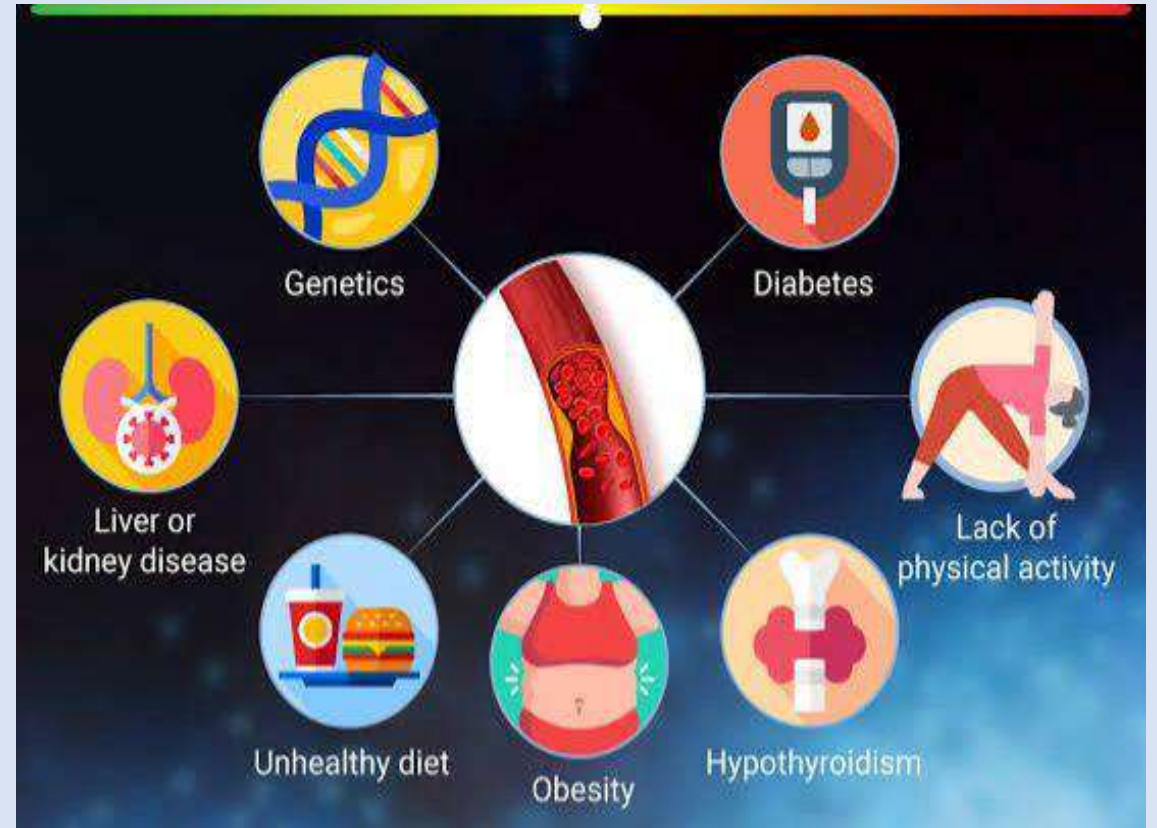 Genetics
Diabetes
Liver or
kidney disease
Lack of
physical activity
Unhealthy diet
Obesity
Hypothyroidism